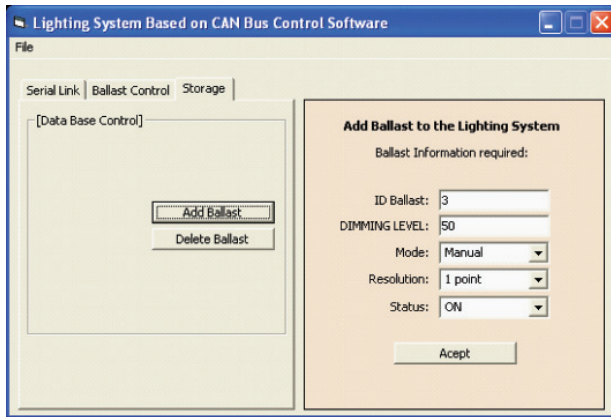 Lighting System Based on CAN Bus Control Software
File
Serial Link
Ballast Control
Storage
[Data Base Control]
Add Ballast
Delete Ballast
Add Ballast to the Lighting System
Ballast Information required:
ID Ballast: 3
DIMMING LEVEL: 50
Mode: Manual
Resolution: 1 point
Status: ON
Acept